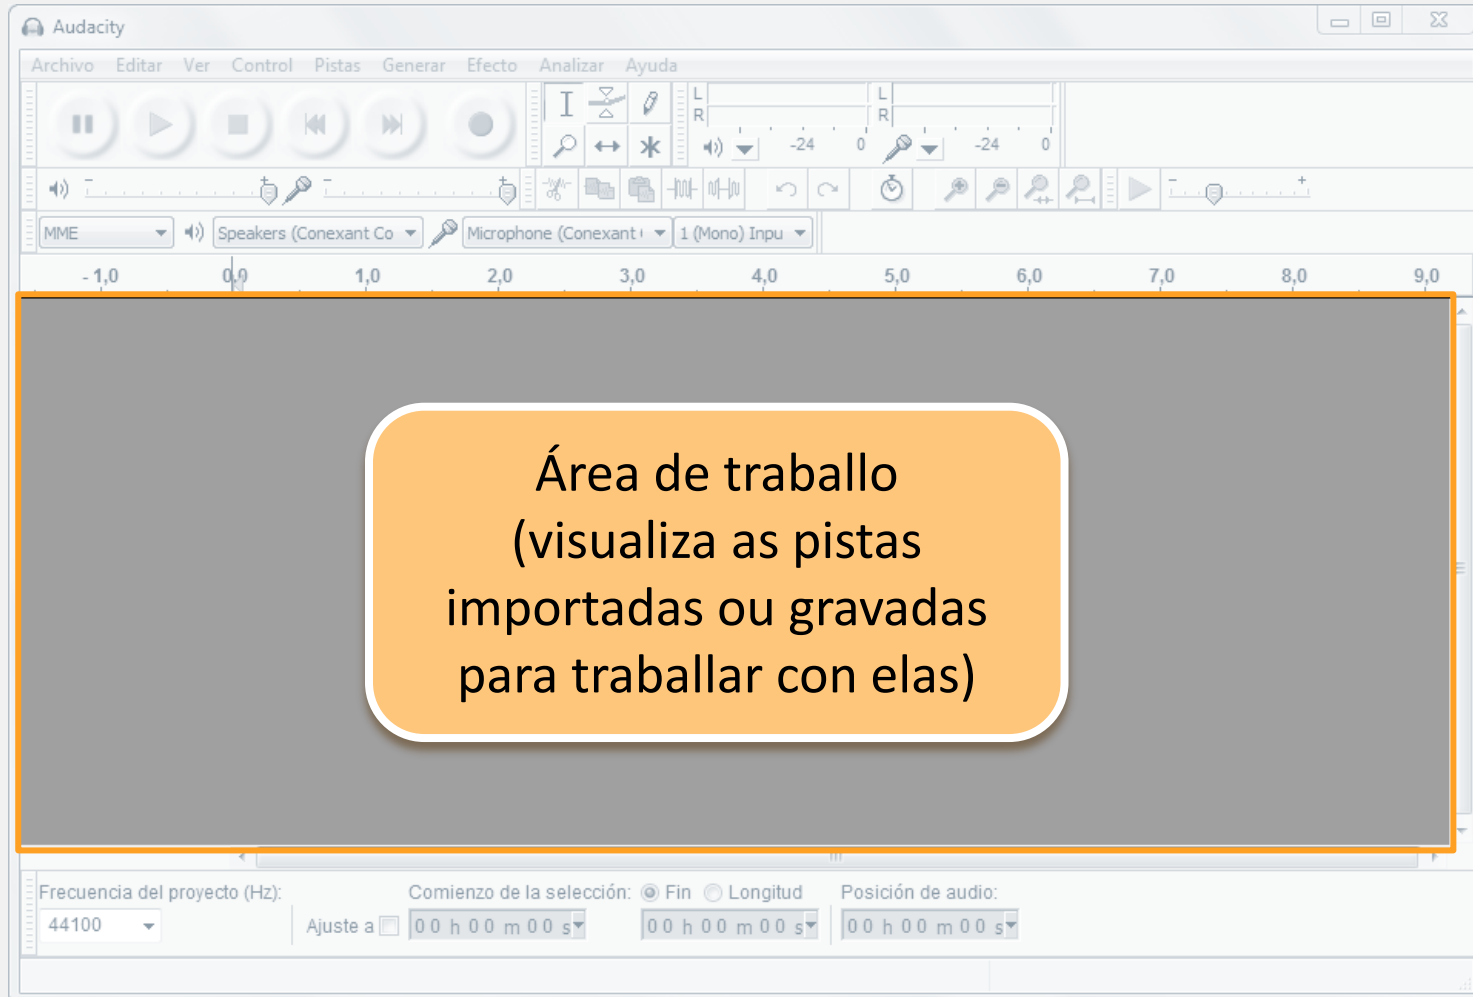 Audacity
Archivo Editar Ver Control Pistas Generar Efecto Analizar Ayuda
L L
R R
-24 0 -24 0
MME Speakers (Conexant Co Microphone (Conexant 1 (Mono) Inpu
- 1,0 0,0 1,0 2,0 3,0 4,0 5,0 6,0 7,0 8,0 9,0
Área de traballo
(visualiza as pistas
importadas ou gravadas
para traballar con elas)
Frecuencia del proyecto (Hz): Comienzo de la selección: Fin Longitud Posición de audio:
44100 Ajuste a 00 h 00 m 00 s 00 h 00 m 00 s 00 h 00 m 00 s